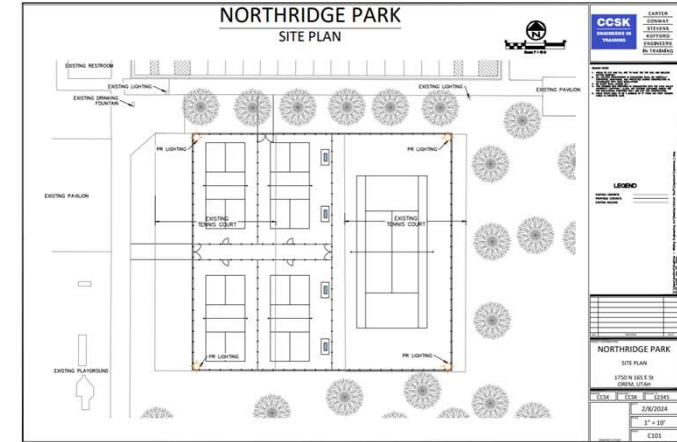 NORTHRIDGE PARK
SITE PLAN
EXISTING RESTROOM
EXISTING LIGHTING
EXISTING DRINKING
FOUNTAIN
EXISTING LIGHTING
EXISTING PAVILION
PR LIGHTING
PR LIGHTING
EXISTING PAVILION
EXISTING
TENNIS COURT
EXISTING
TENNIS COURT
PR LIGHTING
PR LIGHTING
EXISTING PLAYGROUND
CCSK
ENGINEERS IN
TRAINING
CARTER
CONWAY
STEVENS
KOFFORD
ENGINEERS
IN TRAINING
LEGEND
NORTHRIDGE PARK
SITE PLAN
1750 N 165 E St
OREM, UTAH
CCSK
CCSK
12345
2/8/2024
1" = 10'
C101